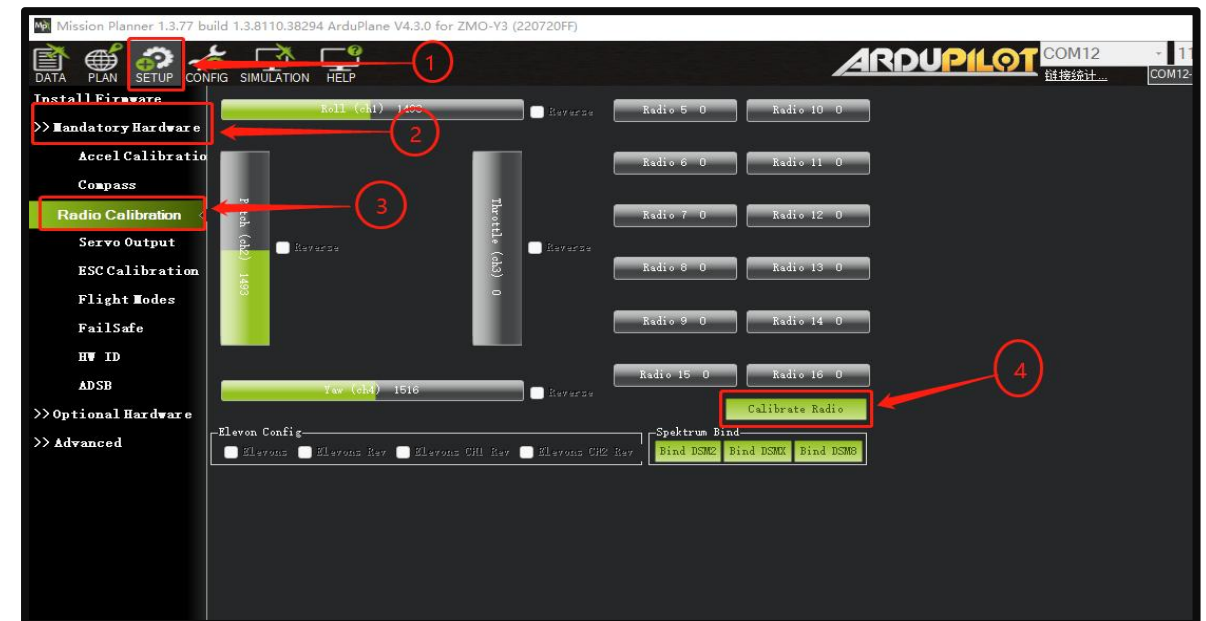 Mission Planner 1.3.77 build 1.3.8110.38294 ArduPlane V4.3.0 for ZMO-Y3 (220720FF)
DATA PLAN SETUP CONFIG SIMULATION HELP
1
ARDUPILOT
COM12
链接统计...
COM12-
Install Firmware
>> Mandatory Hardware
2
Accel Calibratio
Compass
Radio Calibration
3
Servo Output
ESC Calibration
Flight Modes
FailSafe
HW ID
ADSB
>> Optional Hardware
>> Advanced
Roll (ch1)
Reverse
Pitch (ch2) 1493
Reverse
Throttle (ch3) 0
Reverse
Yaw (ch4) 1516
Reverse
Radio 5 0 Radio 10 0
Radio 6 0 Radio 11 0
Radio 7 0 Radio 12 0
Radio 8 0 Radio 13 0
Radio 9 0 Radio 14 0
Radio 15 0 Radio 16 0
4
Calibrate Radio
Elevon Config
Elevons Elevons Rev Elevons CH1 Rev Elevons CH2 Rev
Spektrum Bind
Bind DSM2 Bind DSMX Bind DSM8